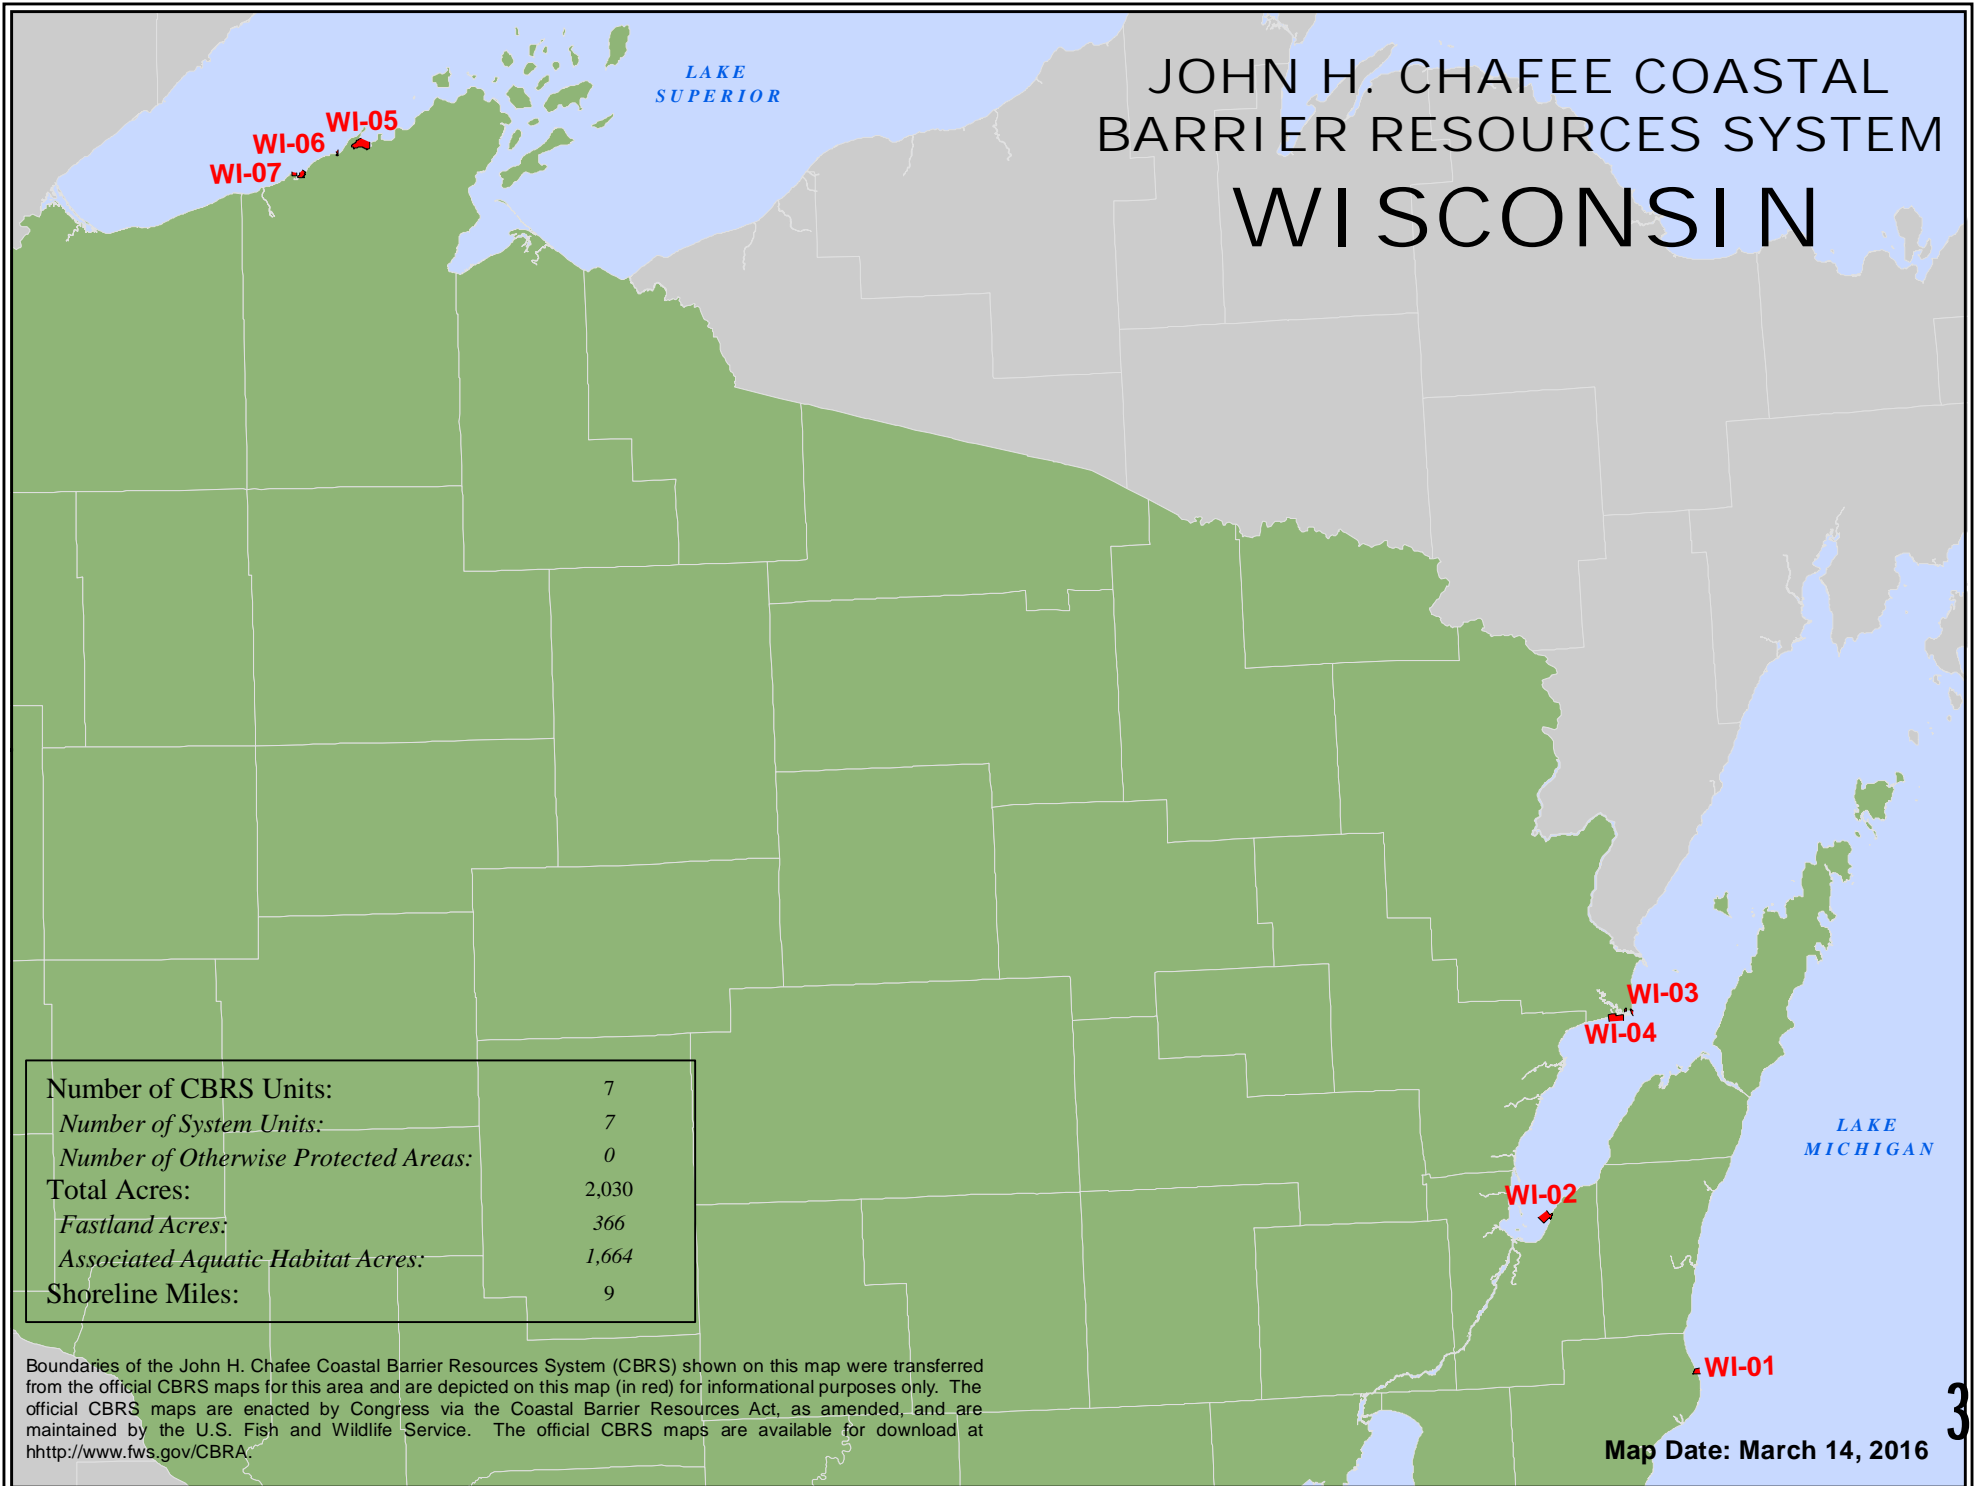 JOHN H. CHAFEE COASTAL
BARRIER RESOURCES SYSTEM
WISCONSIN
LAKE
SUPERIOR
WI-05
WI-06
WI-07
WI-03
WI-04
LAKE
MICHIGAN
WI-02
WI-01
Number of CBRS Units: 7
Number of System Units: 7
Number of Otherwise Protected Areas: 0
Total Acres: 2,030
Fastland Acres: 366
Associated Aquatic Habitat Acres: 1,664
Shoreline Miles: 9
Boundaries of the John H. Chafee Coastal Barrier Resources System (CBRS) shown on this map were transferred
from the official CBRS maps for this area and are depicted on this map (in red) for informational purposes only. The
official CBRS maps are enacted by Congress via the Coastal Barrier Resources Act, as amended, and are
maintained by the U.S. Fish and Wildlife Service. The official CBRS maps are available for download at
hhttp://www.fws.gov/CBRA.
Map Date: March 14, 2016
3